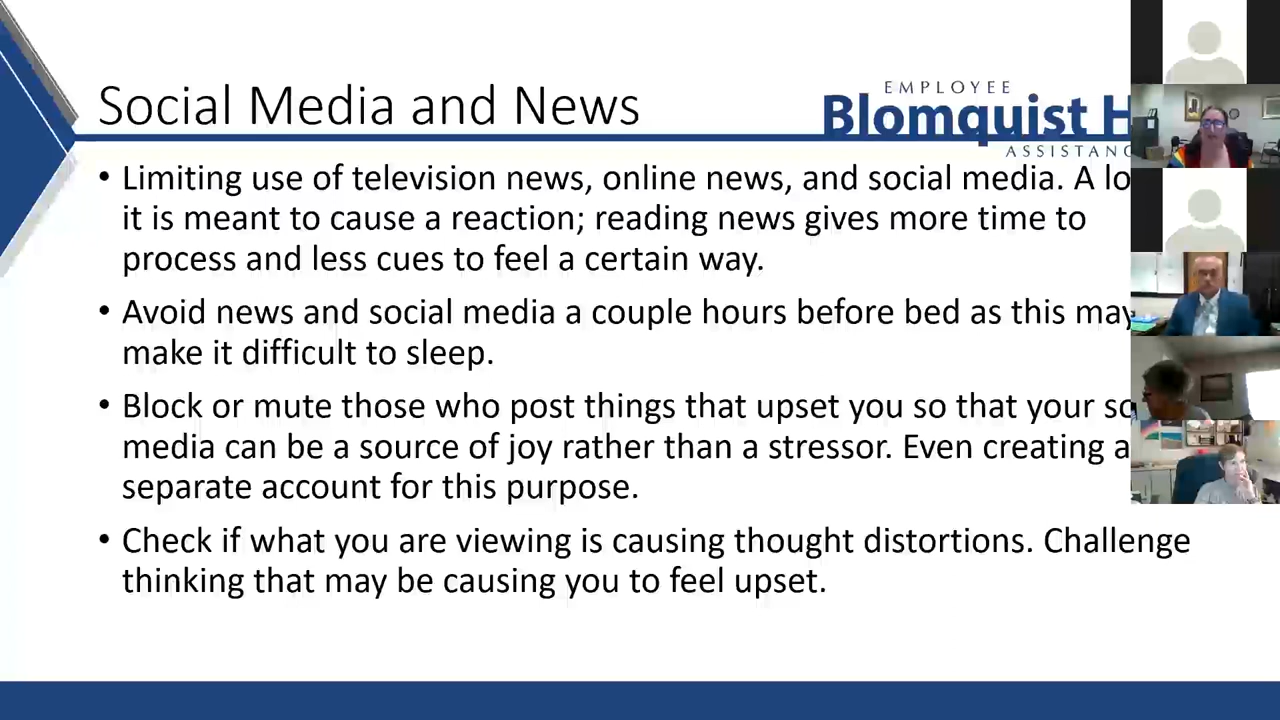 Social Media and News
EMPLOYEE
Blomquist H
ASSISTANC
• Limiting use of television news, online news, and social media. A lo
it is meant to cause a reaction; reading news gives more time to
process and less cues to feel a certain way.
• Avoid news and social media a couple hours before bed as this may
make it difficult to sleep.
• Block or mute those who post things that upset you so that your so
media can be a source of joy rather than a stressor. Even creating a
separate account for this purpose.
• Check if what you are viewing is causing thought distortions. Challenge
thinking that may be causing you to feel upset.